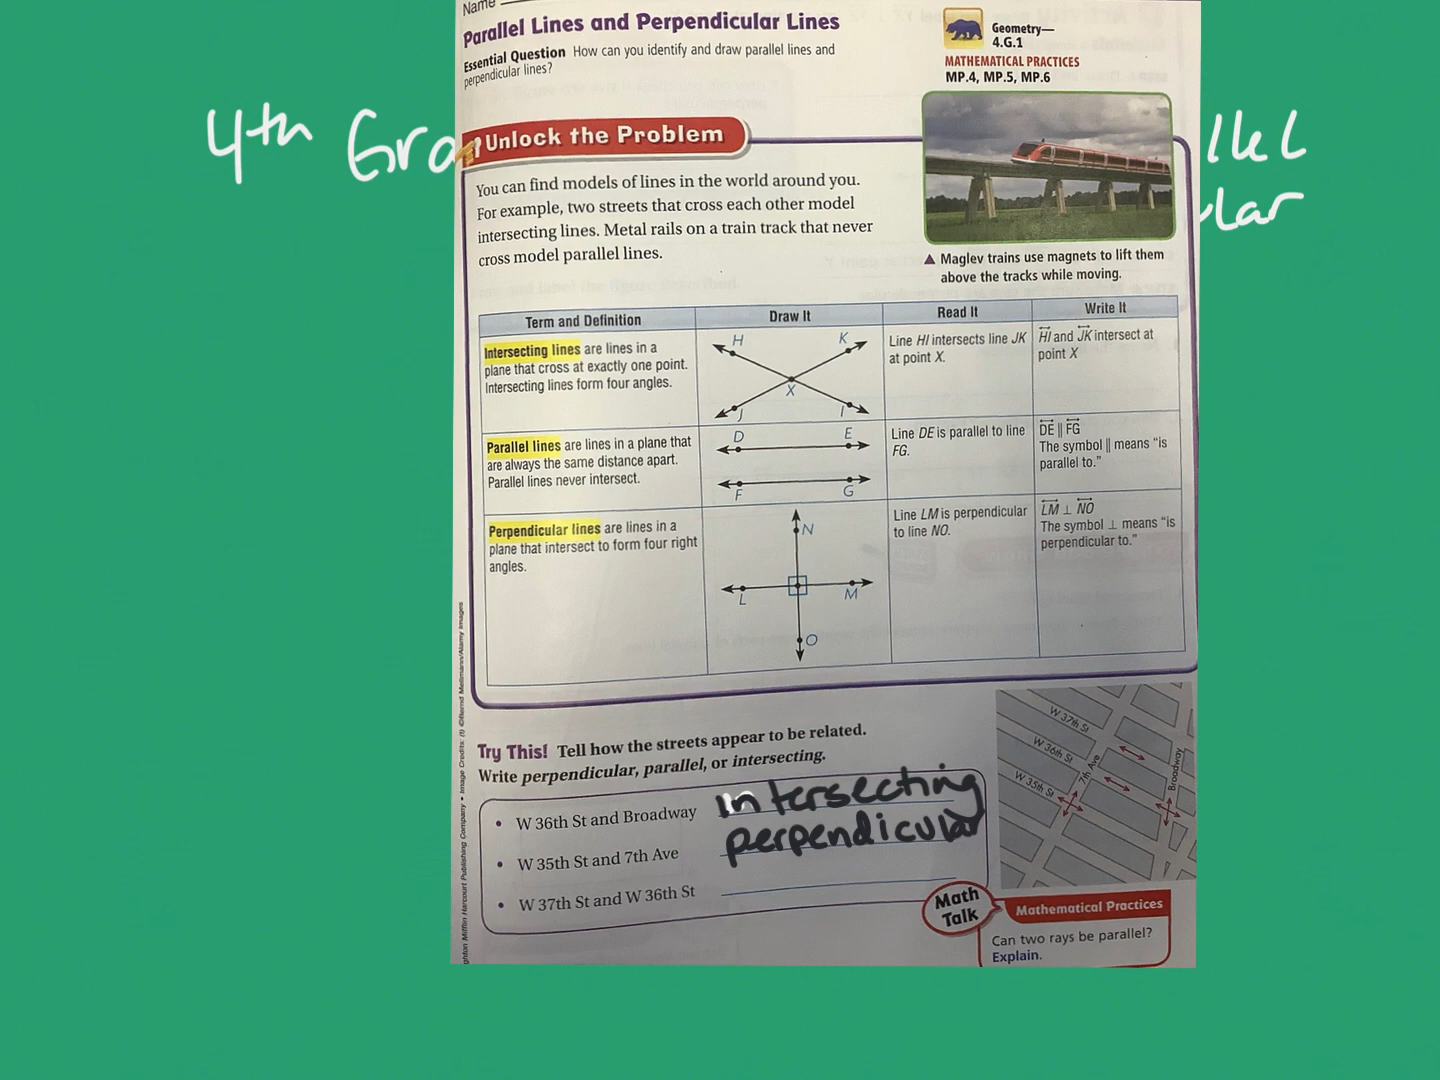 Name
Parallel Lines and Perpendicular Lines
Essential Question How can you identify and draw parallel lines and
perpendicular lines?
Geometry—
4.G.1
MATHEMATICAL PRACTICES
MP.4, MP.5, MP.6
4th Gra
llel
ular
Unlock the Problem
You can find models of lines in the world around you.
For example, two streets that cross each other model
intersecting lines. Metal rails on a train track that never
cross model parallel lines.
▲ Maglev trains use magnets to lift them
above the tracks while moving.
Term and Definition
Draw It
Read It
Write It
Intersecting lines are lines in a
plane that cross at exactly one point.
Intersecting lines form four angles.
H
K
X
J
I
Line HI intersects line JK
at point X.
HI and JK intersect at
point X
Parallel lines are lines in a plane that
are always the same distance apart.
Parallel lines never intersect.
D
E
F
G
Line DE is parallel to line
FG.
DE || FG
The symbol || means “is
parallel to.”
Perpendicular lines are lines in a
plane that intersect to form four right
angles.
N
L
M
O
Line LM is perpendicular
to line NO.
LM ⊥ NO
The symbol ⊥ means “is
perpendicular to.”
Try This! Tell how the streets appear to be related.
Write perpendicular, parallel, or intersecting.
• W 36th St and Broadway intersecting
• W 35th St and 7th Ave perpendicular
• W 37th St and W 36th St
W 37th St
W 36th St
W 35th St
7th Ave
Broadway
Math
Talk
Mathematical Practices
Can two rays be parallel?
Explain.
ghton Mifflin Harcourt Publishing Company • Image Credits: (t) ©Bernd Mellmann/Alamy Images